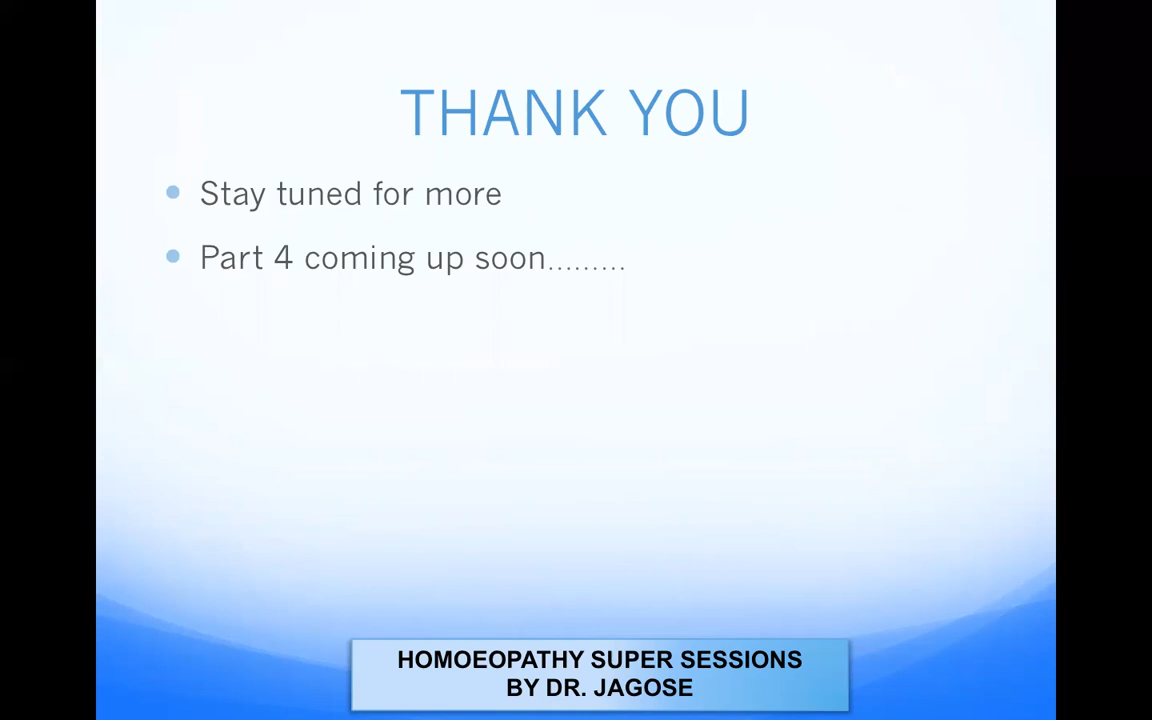 THANK YOU
Stay tuned for more
Part 4 coming up soon.........
HOMOEOPATHY SUPER SESSIONS
BY DR. JAGOSE